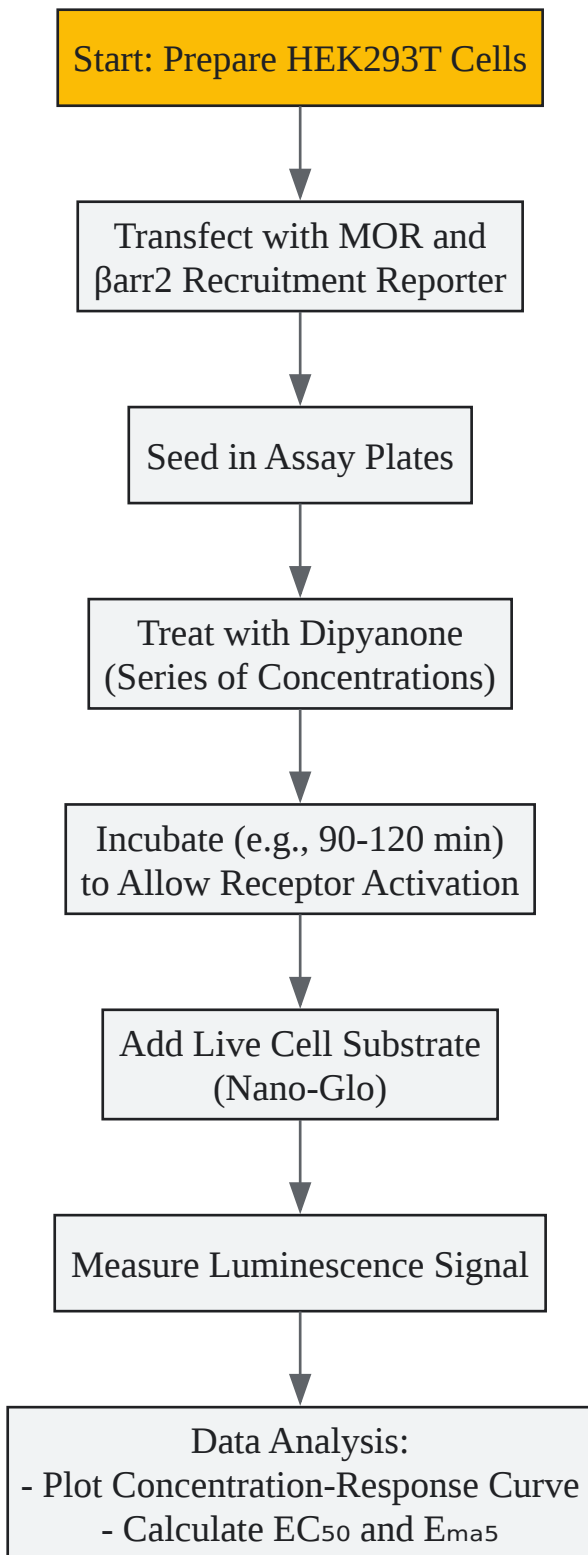 Start: Prepare HEK293T Cells
Transfect with MOR and
βarr2 Recruitment Reporter
Seed in Assay Plates
Treat with Dipyanone
(Series of Concentrations)
Incubate (e.g., 90-120 min)
to Allow Receptor Activation
Add Live Cell Substrate
(Nano-Glo)
Measure Luminescence Signal
Data Analysis:
- Plot Concentration-Response Curve
- Calculate EC₅₀ and Eₘₐ₅